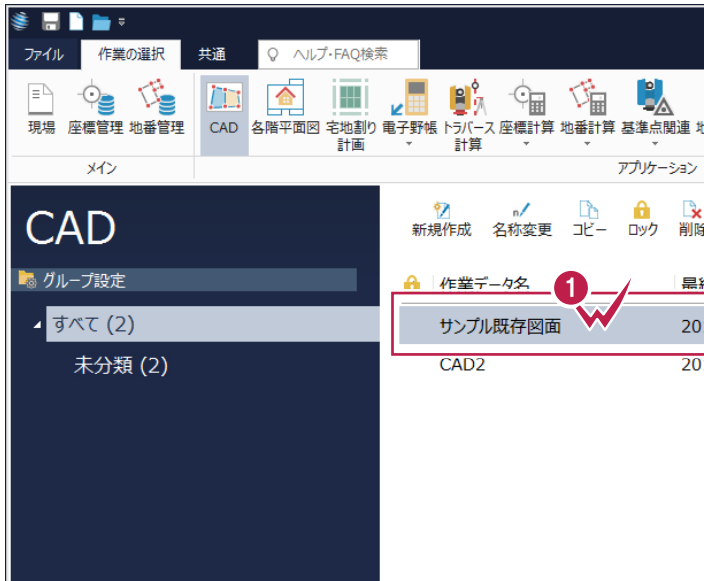 ファイル 作業の選択 共通 ヘルプ・FAQ検索
現場 座標管理 地番管理 CAD 各階平面図 宅地割り計画 電子野帳 トラバース計算 座標計算 地番計算 基準点関連 地
メイン アプリケーション
CAD
新規作成 名称変更 コピー ロック 削除
グループ設定
作業データ名 最終
1
すべて (2)
サンプル既存図面 20
未分類 (2)
CAD2 20